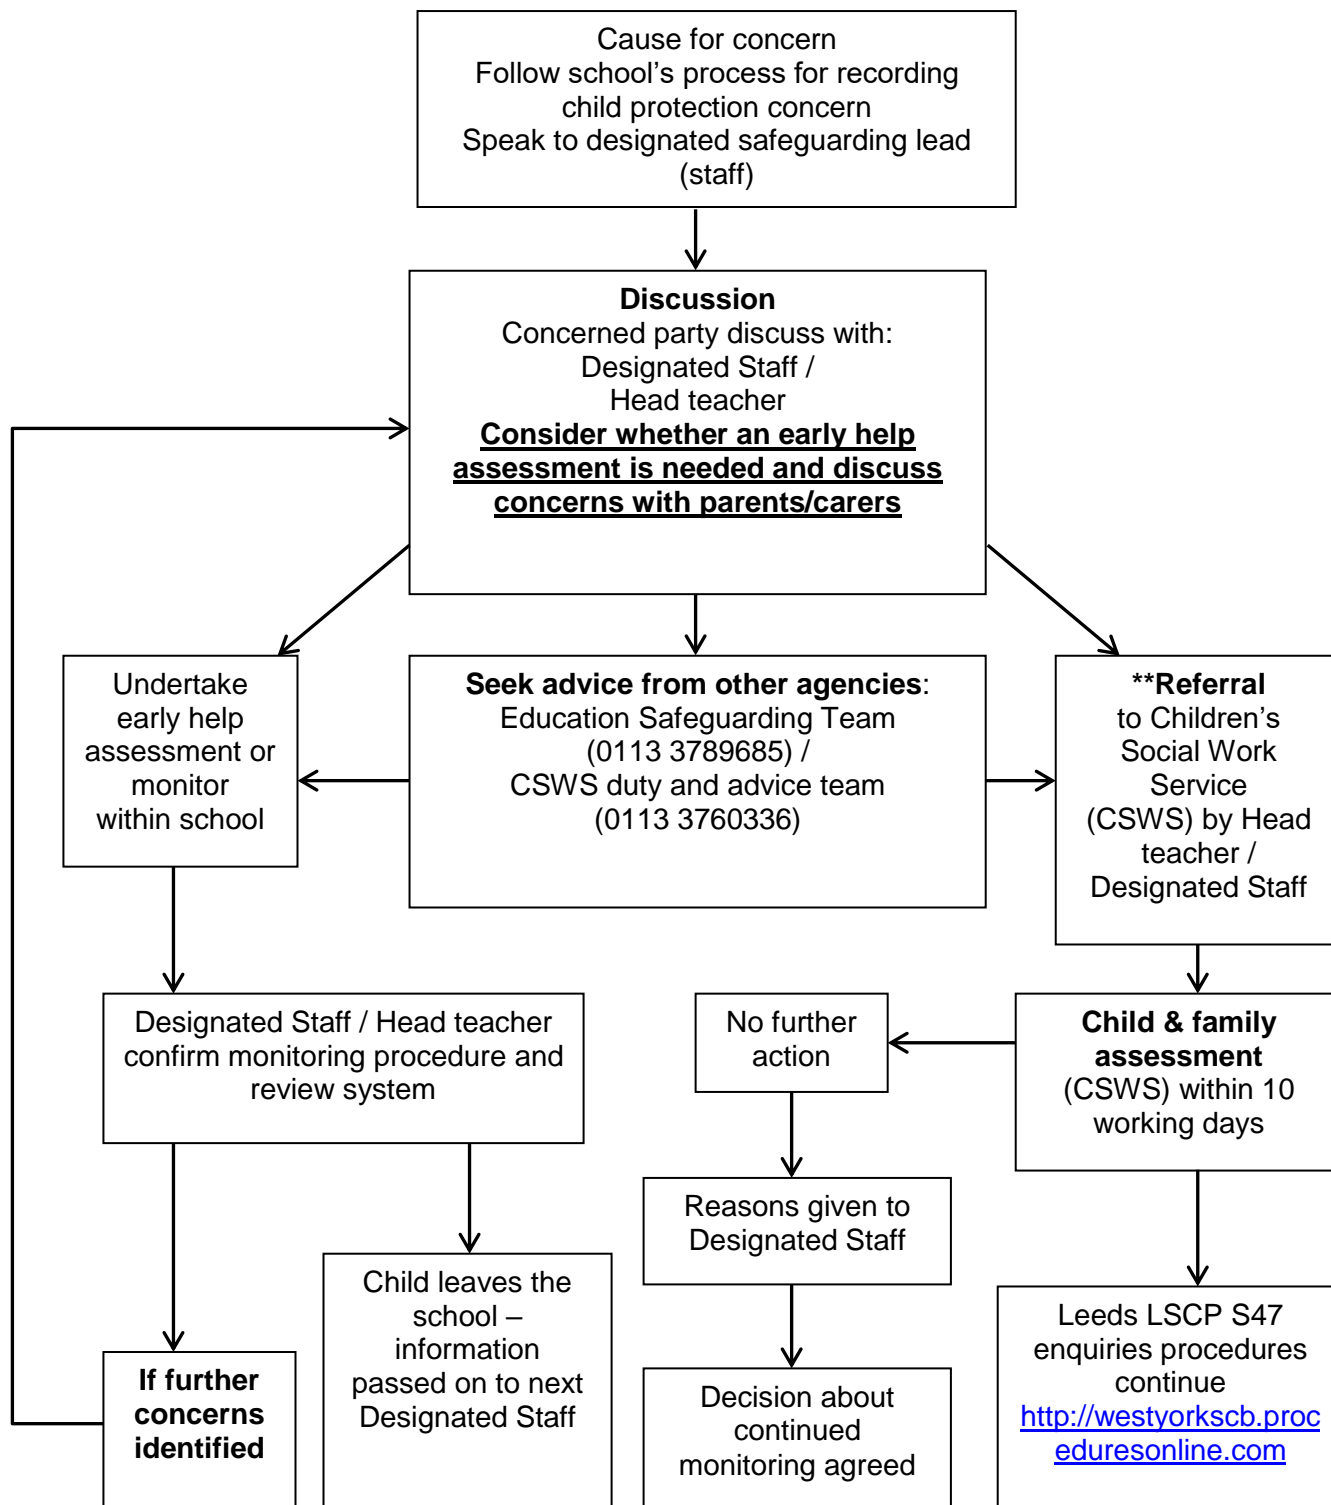 Cause for concern
Follow school’s process for recording
child protection concern
Speak to designated safeguarding lead
(staff)
Discussion
Concerned party discuss with:
Designated Staff /
Head teacher
Consider whether an early help
assessment is needed and discuss
concerns with parents/carers
Undertake
early help
assessment or
monitor
within school
Seek advice from other agencies:
Education Safeguarding Team
(0113 3789685) /
CSWS duty and advice team
(0113 3760336)
**Referral
to Children’s
Social Work
Service
(CSWS) by Head
teacher /
Designated Staff
Designated Staff / Head teacher
confirm monitoring procedure and
review system
No further
action
Child & family
assessment
(CSWS) within 10
working days
Reasons given to
Designated Staff
Child leaves the
school –
information
passed on to next
Designated Staff
If further
concerns
identified
Decision about
continued
monitoring agreed
Leeds LSCP S47
enquiries procedures
continue
http://westyorkscb.proc
eduresonline.com